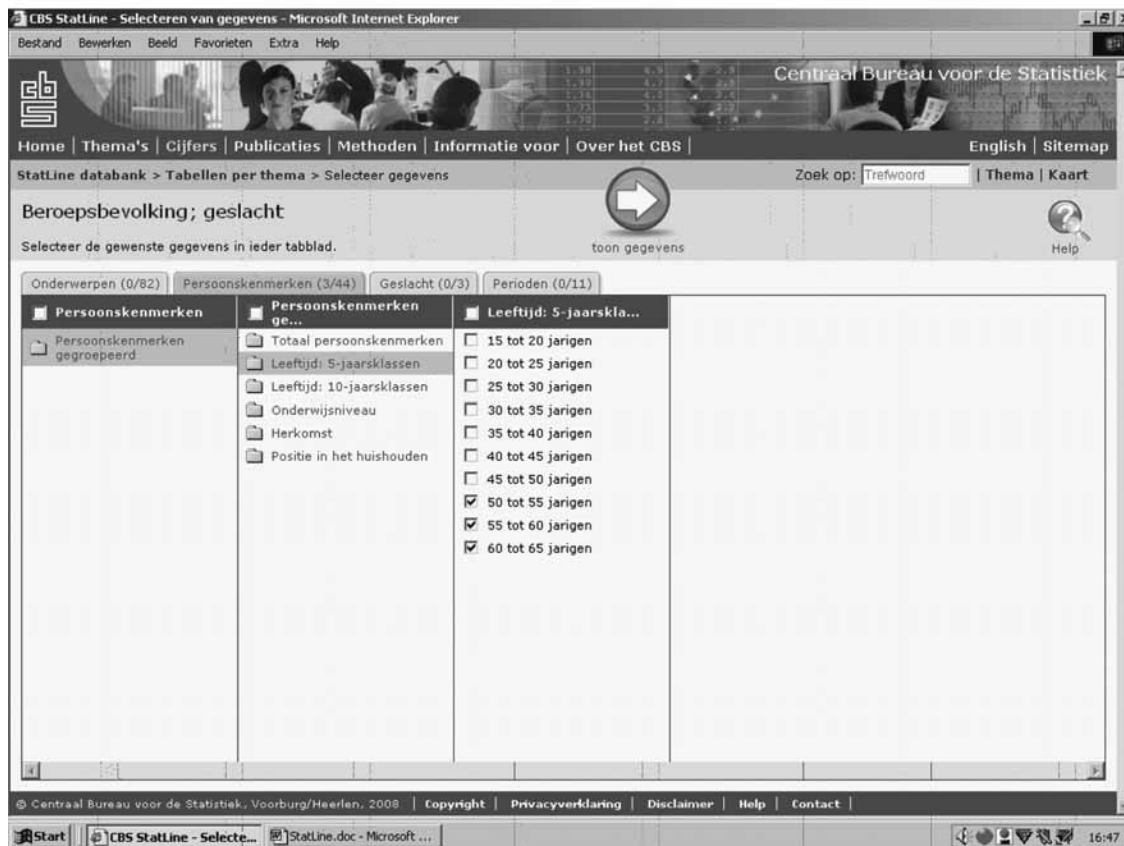 CBS StatLine - Selecteren van gegevens - Microsoft Internet Explorer
Bestand Bewerken Beeld Favorieten Extra Help
cbs
Centraal Bureau voor de Statistiek
Home | Thema's | Cijfers | Publicaties | Methoden | Informatie voor | Over het CBS |
English | Sitemap
StatLine databank > Tabellen per thema > Selecteer gegevens
Zoek op: Trefwoord | Thema | Kaart
Beroepsbevolking; geslacht
Selecteer de gewenste gegevens in ieder tabblad.
toon gegevens
Help
Onderwerpen (0/82) Persoonskenmerken (3/44) Geslacht (0/3) Perioden (0/11)
Persoonskenmerken
Persoonskenmerken
gegroepeerd
Persoonskenmerken
ge...
Totaal persoonskenmerken
Leeftijd: 5-jaarsklassen
Leeftijd: 10-jaarsklassen
Onderwijsniveau
Herkomst
Positie in het huishouden
Leeftijd: 5-jaarskla...
15 tot 20 jarigen
20 tot 25 jarigen
25 tot 30 jarigen
30 tot 35 jarigen
35 tot 40 jarigen
40 tot 45 jarigen
45 tot 50 jarigen
50 tot 55 jarigen
55 tot 60 jarigen
60 tot 65 jarigen
© Centraal Bureau voor de Statistiek, Voorburg/Heerlen, 2008 | Copyright | Privacyverklaring | Disclaimer | Help | Contact |
Start CBS StatLine - Selecte... StatLine.doc - Microsoft ... 16:47